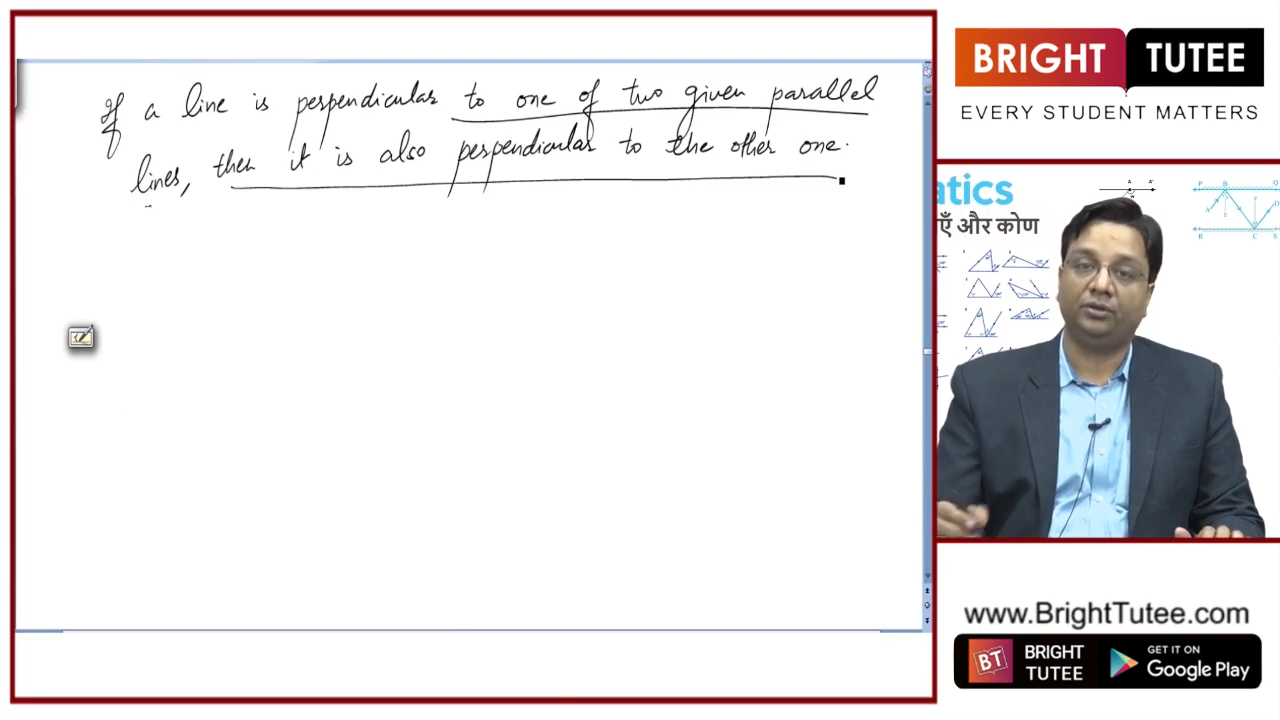 If a line is perpendicular to one of two given parallel
lines, then it is also perpendicular to the other one.
BRIGHT TUTEE
EVERY STUDENT MATTERS
atics
एँ और कोण
www.BrightTutee.com
BT BRIGHT TUTEE
GET IT ON
Google Play